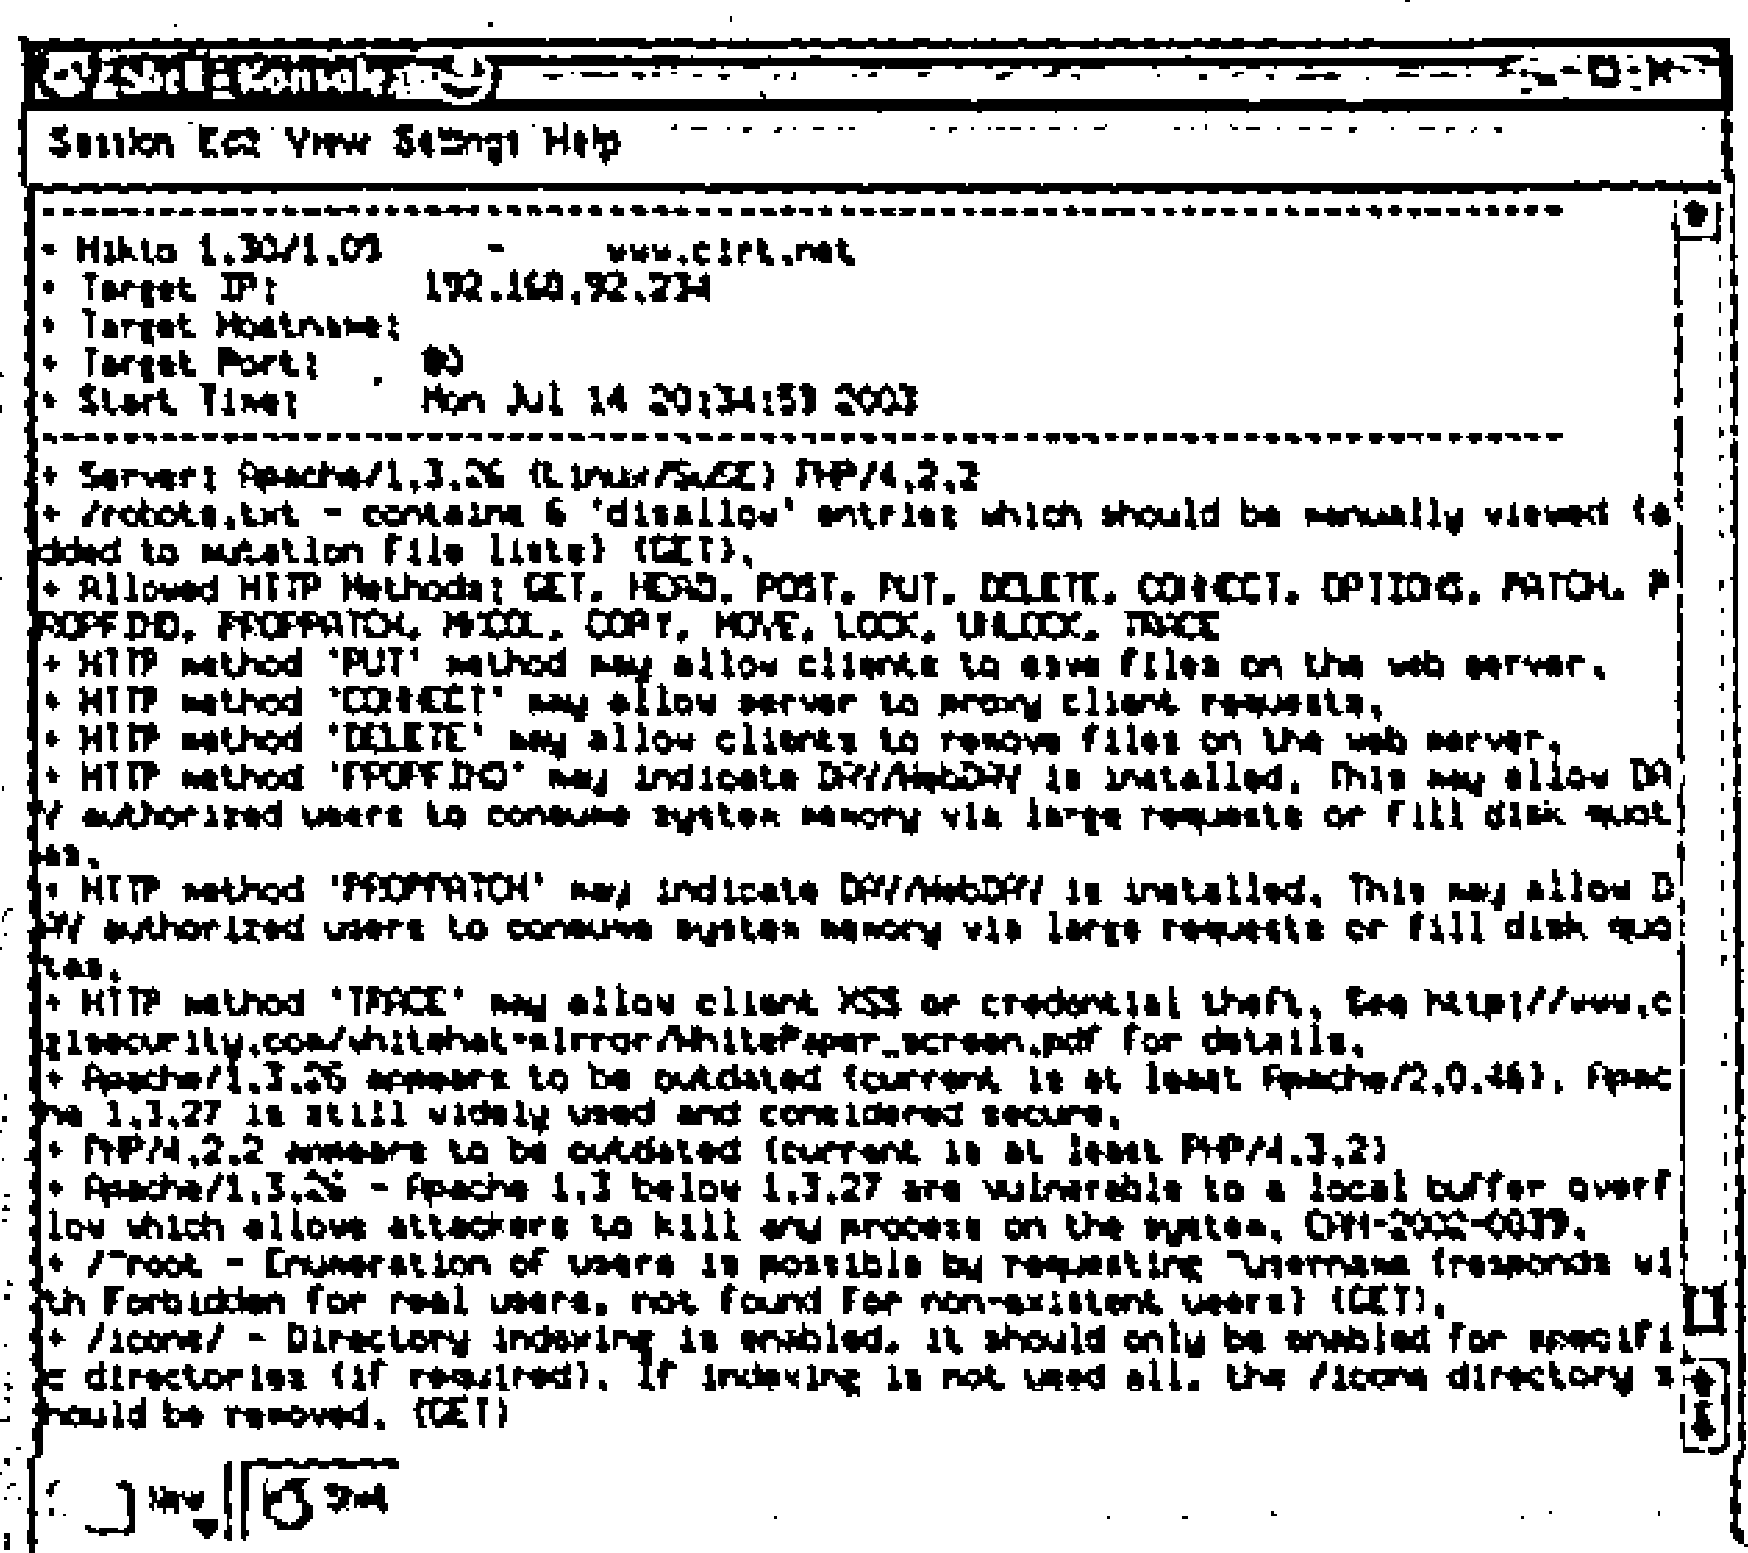 Shell - Konsole
Session Edit View Settings Help
---------------------------------------------------------------------------
- Nikto 1.30/1.09     -     www.cirt.net
+ Target IP:       192.168.92.234
+ Target Hostname:
+ Target Port:     80
+ Start Time:      Mon Jul 14 20:34:59 2003
---------------------------------------------------------------------------
+ Server: Apache/1.3.26 (Linux/SuSE) PHP/4.2.2
+ /robots.txt - contains 6 'disallow' entries which should be manually viewed (a
dded to mutation file lists) (GET).
+ Allowed HTTP Methods: GET, HEAD, POST, PUT, DELETE, CONNECT, OPTIONS, PATCH, P
ROPFIND, PROPPATCH, MKCOL, COPY, MOVE, LOCK, UNLOCK, TRACE
+ HTTP method 'PUT' method may allow clients to save files on the web server.
+ HTTP method 'CONNECT' may allow server to proxy client requests.
+ HTTP method 'DELETE' may allow clients to remove files on the web server.
+ HTTP method 'PROPFIND' may indicate DAV/WebDAV is installed. This may allow DA
V authorized users to consume system memory via large requests or fill disk quot
as.
+ HTTP method 'PROPPATCH' may indicate DAV/WebDAV is installed. This may allow D
AV authorized users to consume system memory via large requests or fill disk quo
tas.
+ HTTP method 'TRACE' may allow client XSS or credential theft. See http://www.c
gisecurity.com/whitehat-mirror/WhitePaper_screen.pdf for details.
+ Apache/1.3.26 appears to be outdated (current is at least Apache/2.0.46). Apac
he 1.3.27 is still widely used and considered secure.
+ PHP/4.2.2 appears to be outdated (current is at least PHP/4.3.2)
+ Apache/1.3.26 - Apache 1.3 below 1.3.27 are vulnerable to a local buffer overf
low which allows attackers to kill any process on the system. CAN-2002-0839.
+ /~root - Enumeration of users is possible by requesting ~username (responds wi
th Forbidden for real users, not found for non-existent users) (GET).
+ /icons/ - Directory indexing is enabled, it should only be enabled for specifi
c directories (if required). If indexing is not used all, the /icons directory s
hould be removed. (GET)
New Shell